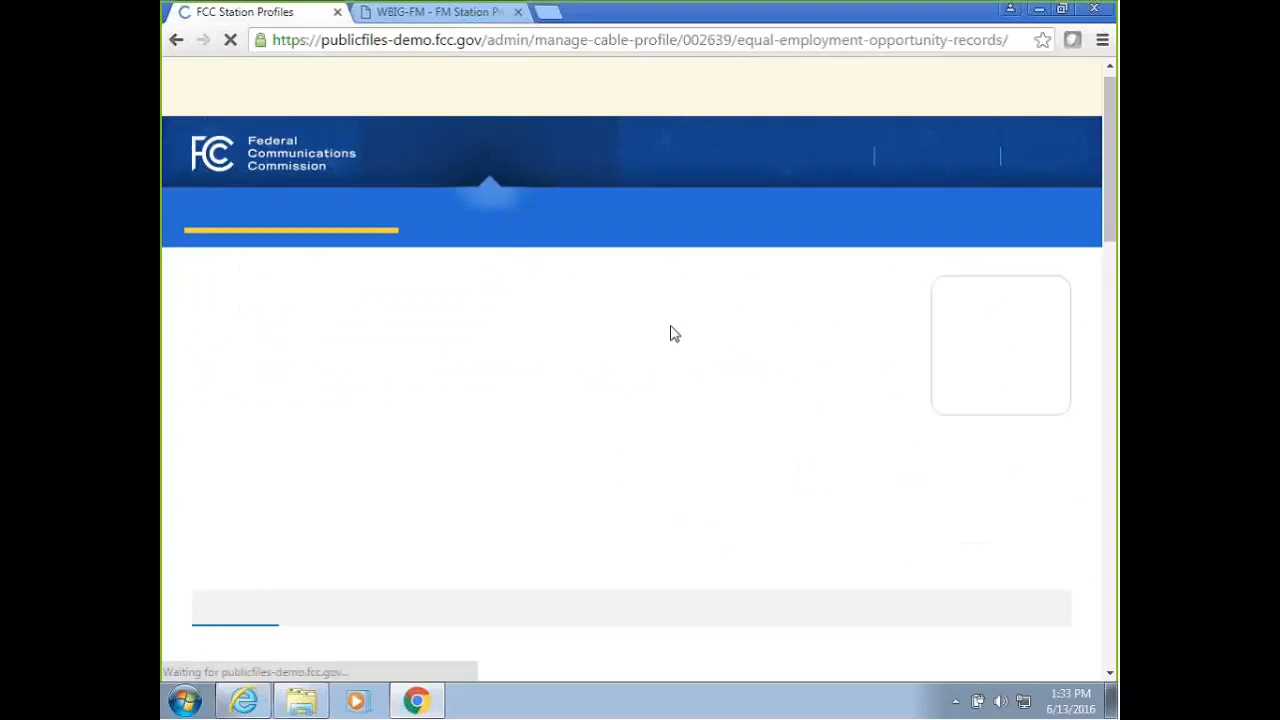 FCC Station Profiles
WBIG-FM - FM Station Pr
https://publicfiles-demo.fcc.gov/admin/manage-cable-profile/002639/equal-employment-opportunity-records/
FCC
Federal
Communications
Commission
Waiting for publicfiles-demo.fcc.gov...
1:33 PM
6/13/2016